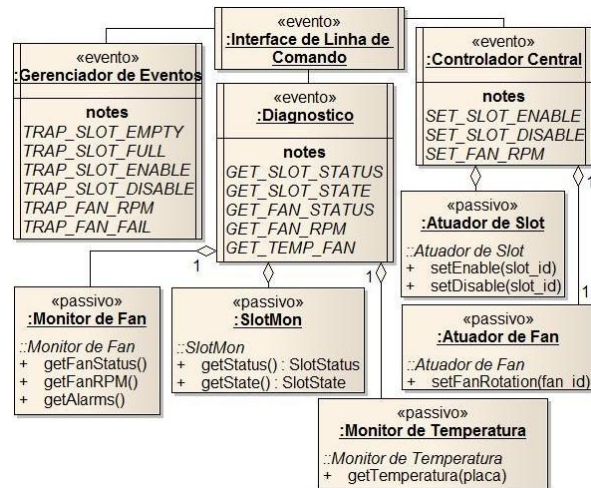 «evento»
:Interface de Linha de
Comando
«evento»
:Gerenciador de Eventos
notes
TRAP_SLOT_EMPTY
TRAP_SLOT_FULL
TRAP_SLOT_ENABLE
TRAP_SLOT_DISABLE
TRAP_FAN_RPM
TRAP_FAN_FAIL
«evento»
:Diagnostico
notes
GET_SLOT_STATUS
GET_SLOT_STATE
GET_FAN_STATUS
GET_FAN_RPM
GET_TEMP_FAN
«evento»
:Controlador Central
notes
SET_SLOT_ENABLE
SET_SLOT_DISABLE
SET_FAN_RPM
1
1
1
«passivo»
:Atuador de Slot
::Atuador de Slot
+ setEnable(slot_id)
+ setDisable(slot_id)
«passivo»
:Monitor de Fan
::Monitor de Fan
+ getFanStatus()
+ getFanRPM()
+ getAlarms()
«passivo»
:SlotMon
::SlotMon
+ getStatus() : SlotStatus
+ getState() : SlotState
1
«passivo»
:Atuador de Fan
::Atuador de Fan
+ setFanRotation(fan_id)
«passivo»
:Monitor de Temperatura
::Monitor de Temperatura
+ getTemperatura(placa)